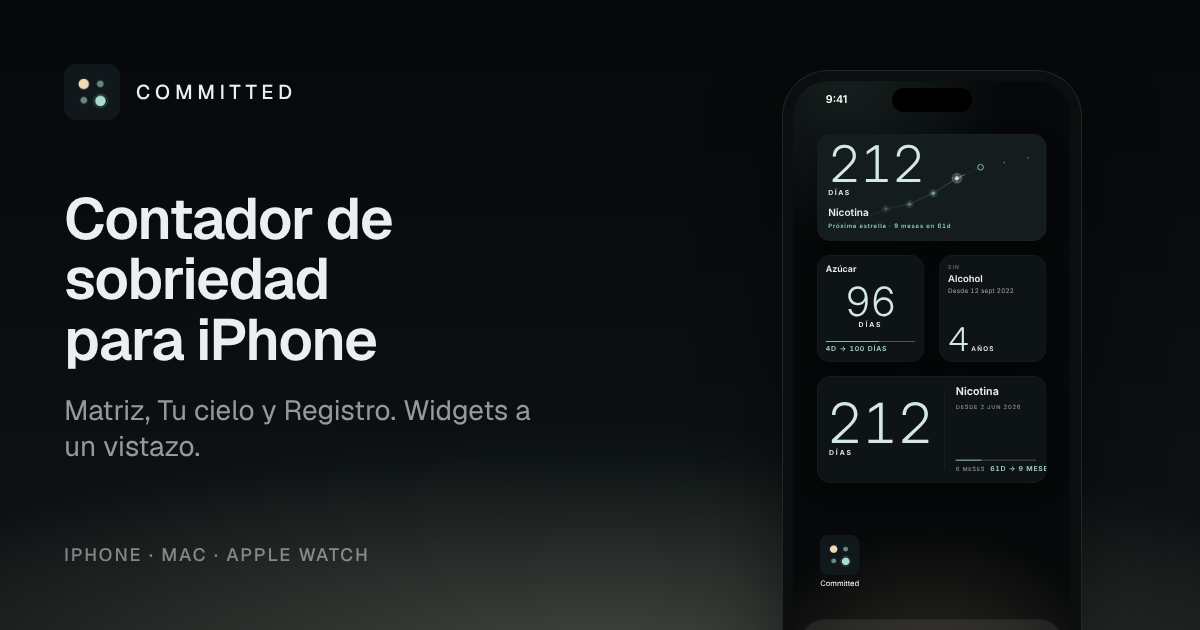 COMMITTED
Contador de
sobriedad
para iPhone
Matriz, Tu cielo y Registro. Widgets a
un vistazo.
IPHONE · MAC · APPLE WATCH
9:41
212
DÍAS
Nicotina
Próxima estrella · 9 meses en 61d
Azúcar
96
DÍAS
4D → 100 DÍAS
SIN
Alcohol
Desde 12 sept 2022
4 AÑOS
212
DÍAS
Nicotina
DESDE 2 JUN 2026
6 MESES 61D → 9 MESE
Committed